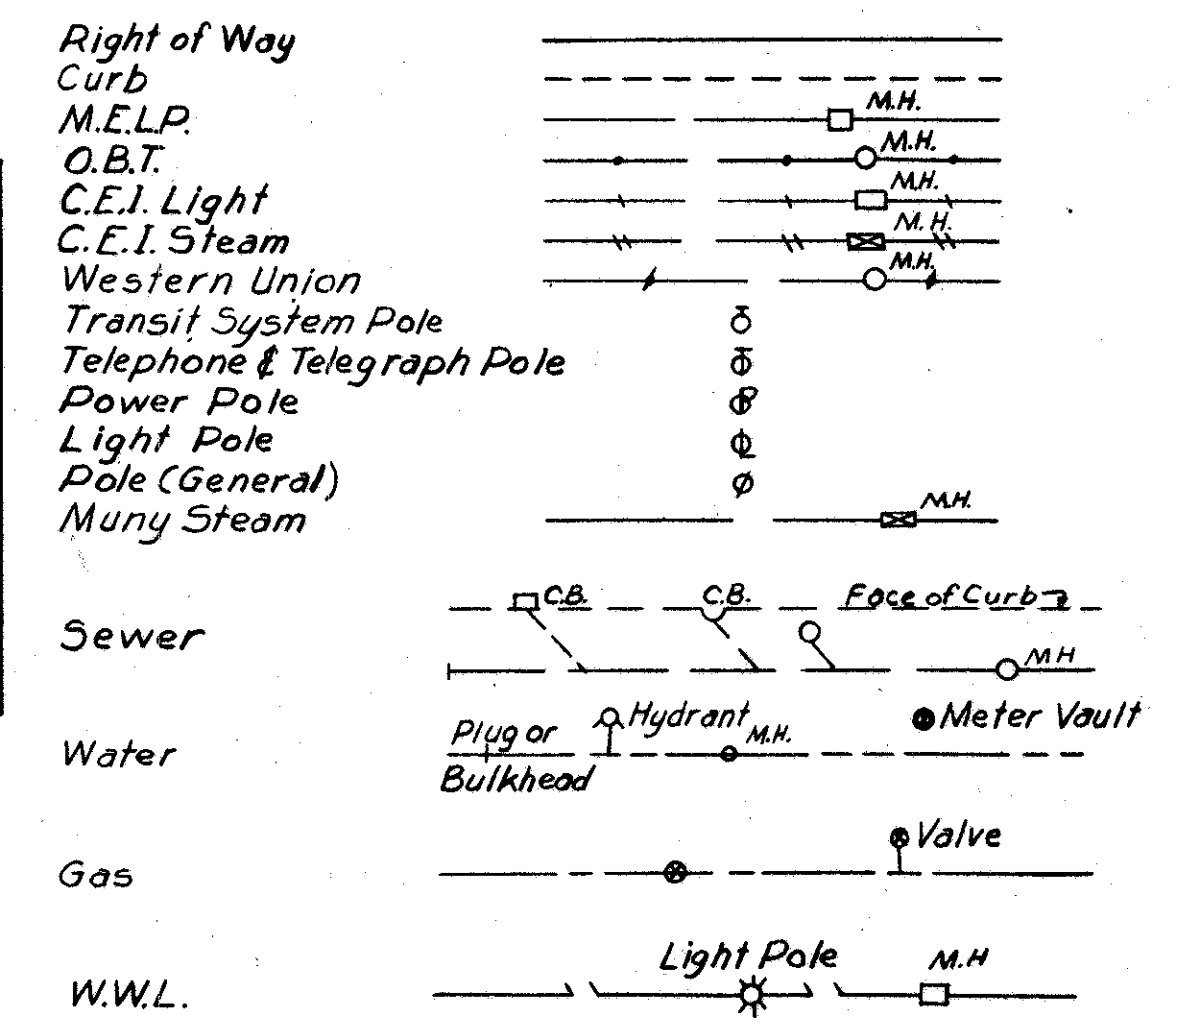 Right of Way
Curb
M.E.L.P. M.H.
O.B.T. M.H.
C.E.I. Light M.H.
C.E.I. Steam M.H.
Western Union M.H.
Transit System Pole
Telephone & Telegraph Pole
Power Pole
Light Pole
Pole (General)
Muny Steam M.H.
C.B. C.B. Face of Curb
Sewer M H
Plug or Hydrant M.H. Meter Vault
Water
Bulkhead
Valve
Gas
Light Pole M.H
W.W.L.